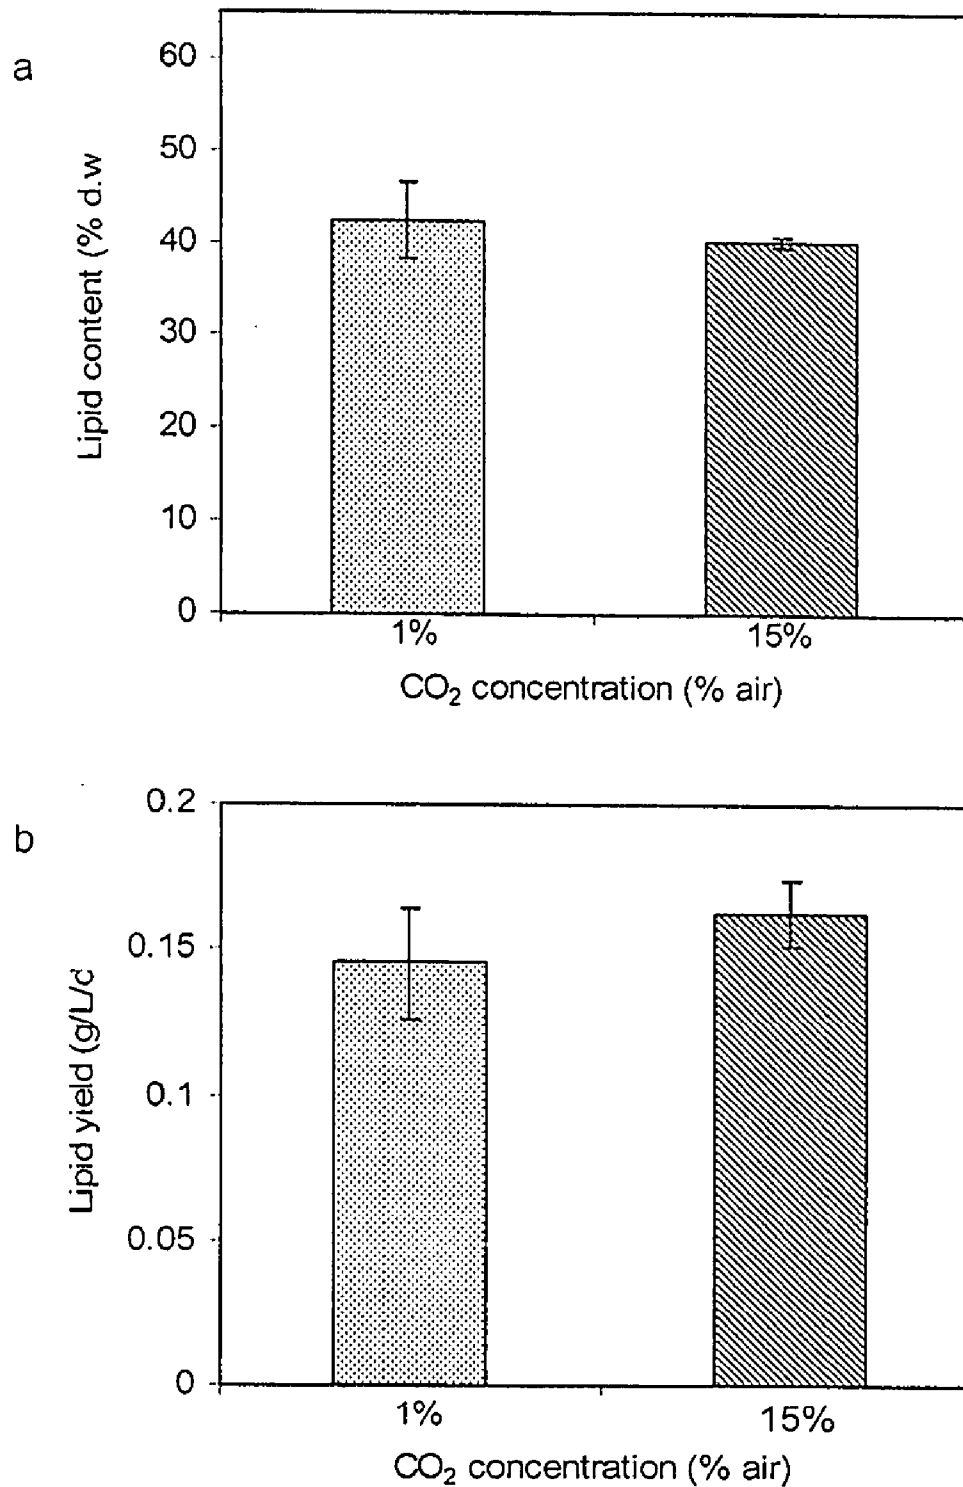 a
Lipid content (% d.w
60
50
40
30
20
10
0
1%
15%
CO₂ concentration (% air)
b
Lipid yield (g/L/d
0.2
0.15
0.1
0.05
0
1%
15%
CO₂ concentration (% air)